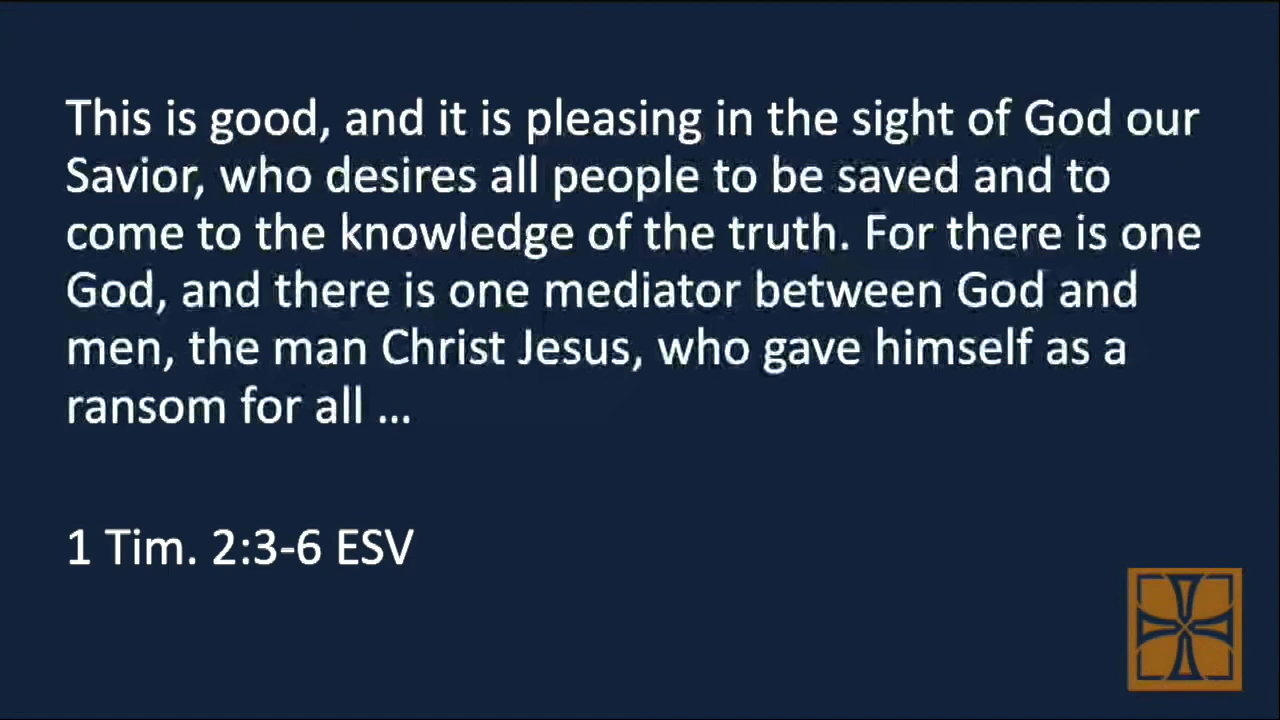 This is good, and it is pleasing in the sight of God our
Savior, who desires all people to be saved and to
come to the knowledge of the truth. For there is one
God, and there is one mediator between God and
men, the man Christ Jesus, who gave himself as a
ransom for all ...
1 Tim. 2:3-6 ESV